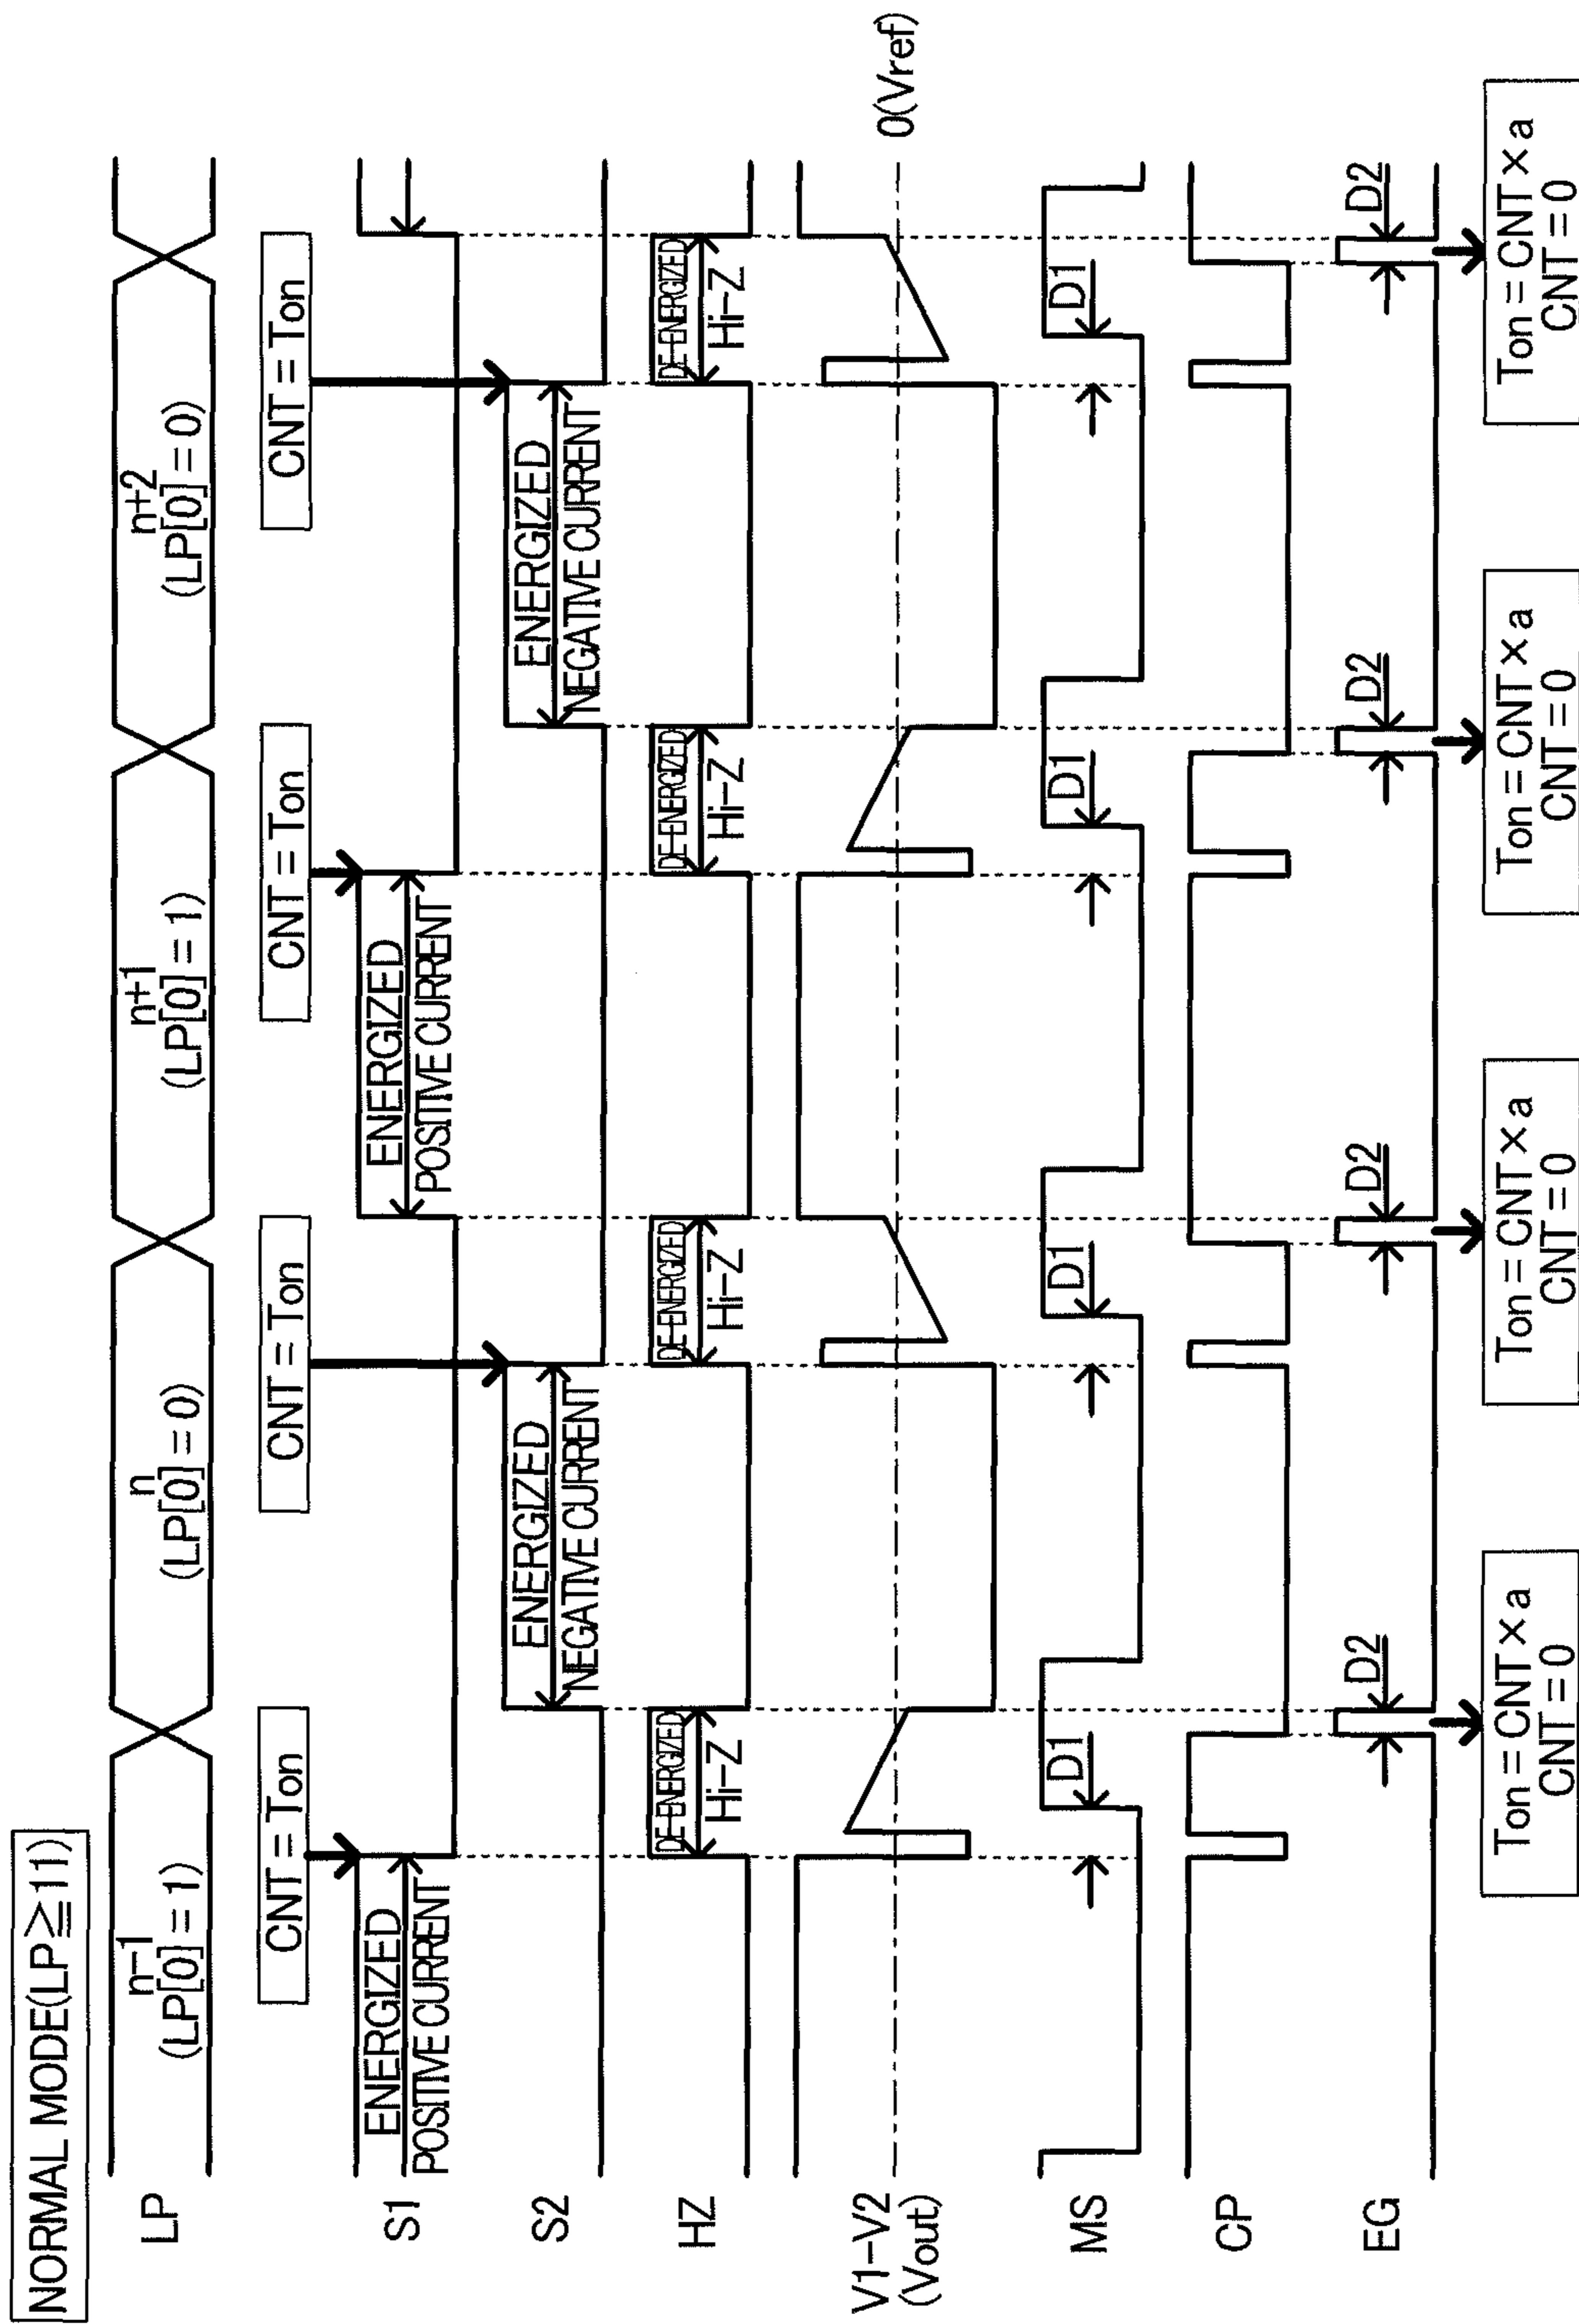 NORMAL MODE(LP≧11)
LP
n-1
(LP[0]=1)
n
(LP[0]=0)
n+1
(LP[0]=1)
n+2
(LP[0]=0)
CNT=Ton
CNT=Ton
CNT=Ton
CNT=Ton
S1
ENERGIZED
POSITIVE CURRENT
ENERGIZED
POSITIVE CURRENT
S2
ENERGIZED
NEGATIVE CURRENT
ENERGIZED
NEGATIVE CURRENT
HZ
DE-ENERGIZED
Hi-Z
DE-ENERGIZED
Hi-Z
DE-ENERGIZED
Hi-Z
DE-ENERGIZED
Hi-Z
V1-V2
(Vout)
0(Vref)
MS
D1
D1
D1
D1
CP
EG
D2
D2
D2
D2
Ton=CNT×a
CNT=0
Ton=CNT×a
CNT=0
Ton=CNT×a
CNT=0
Ton=CNT×a
CNT=0